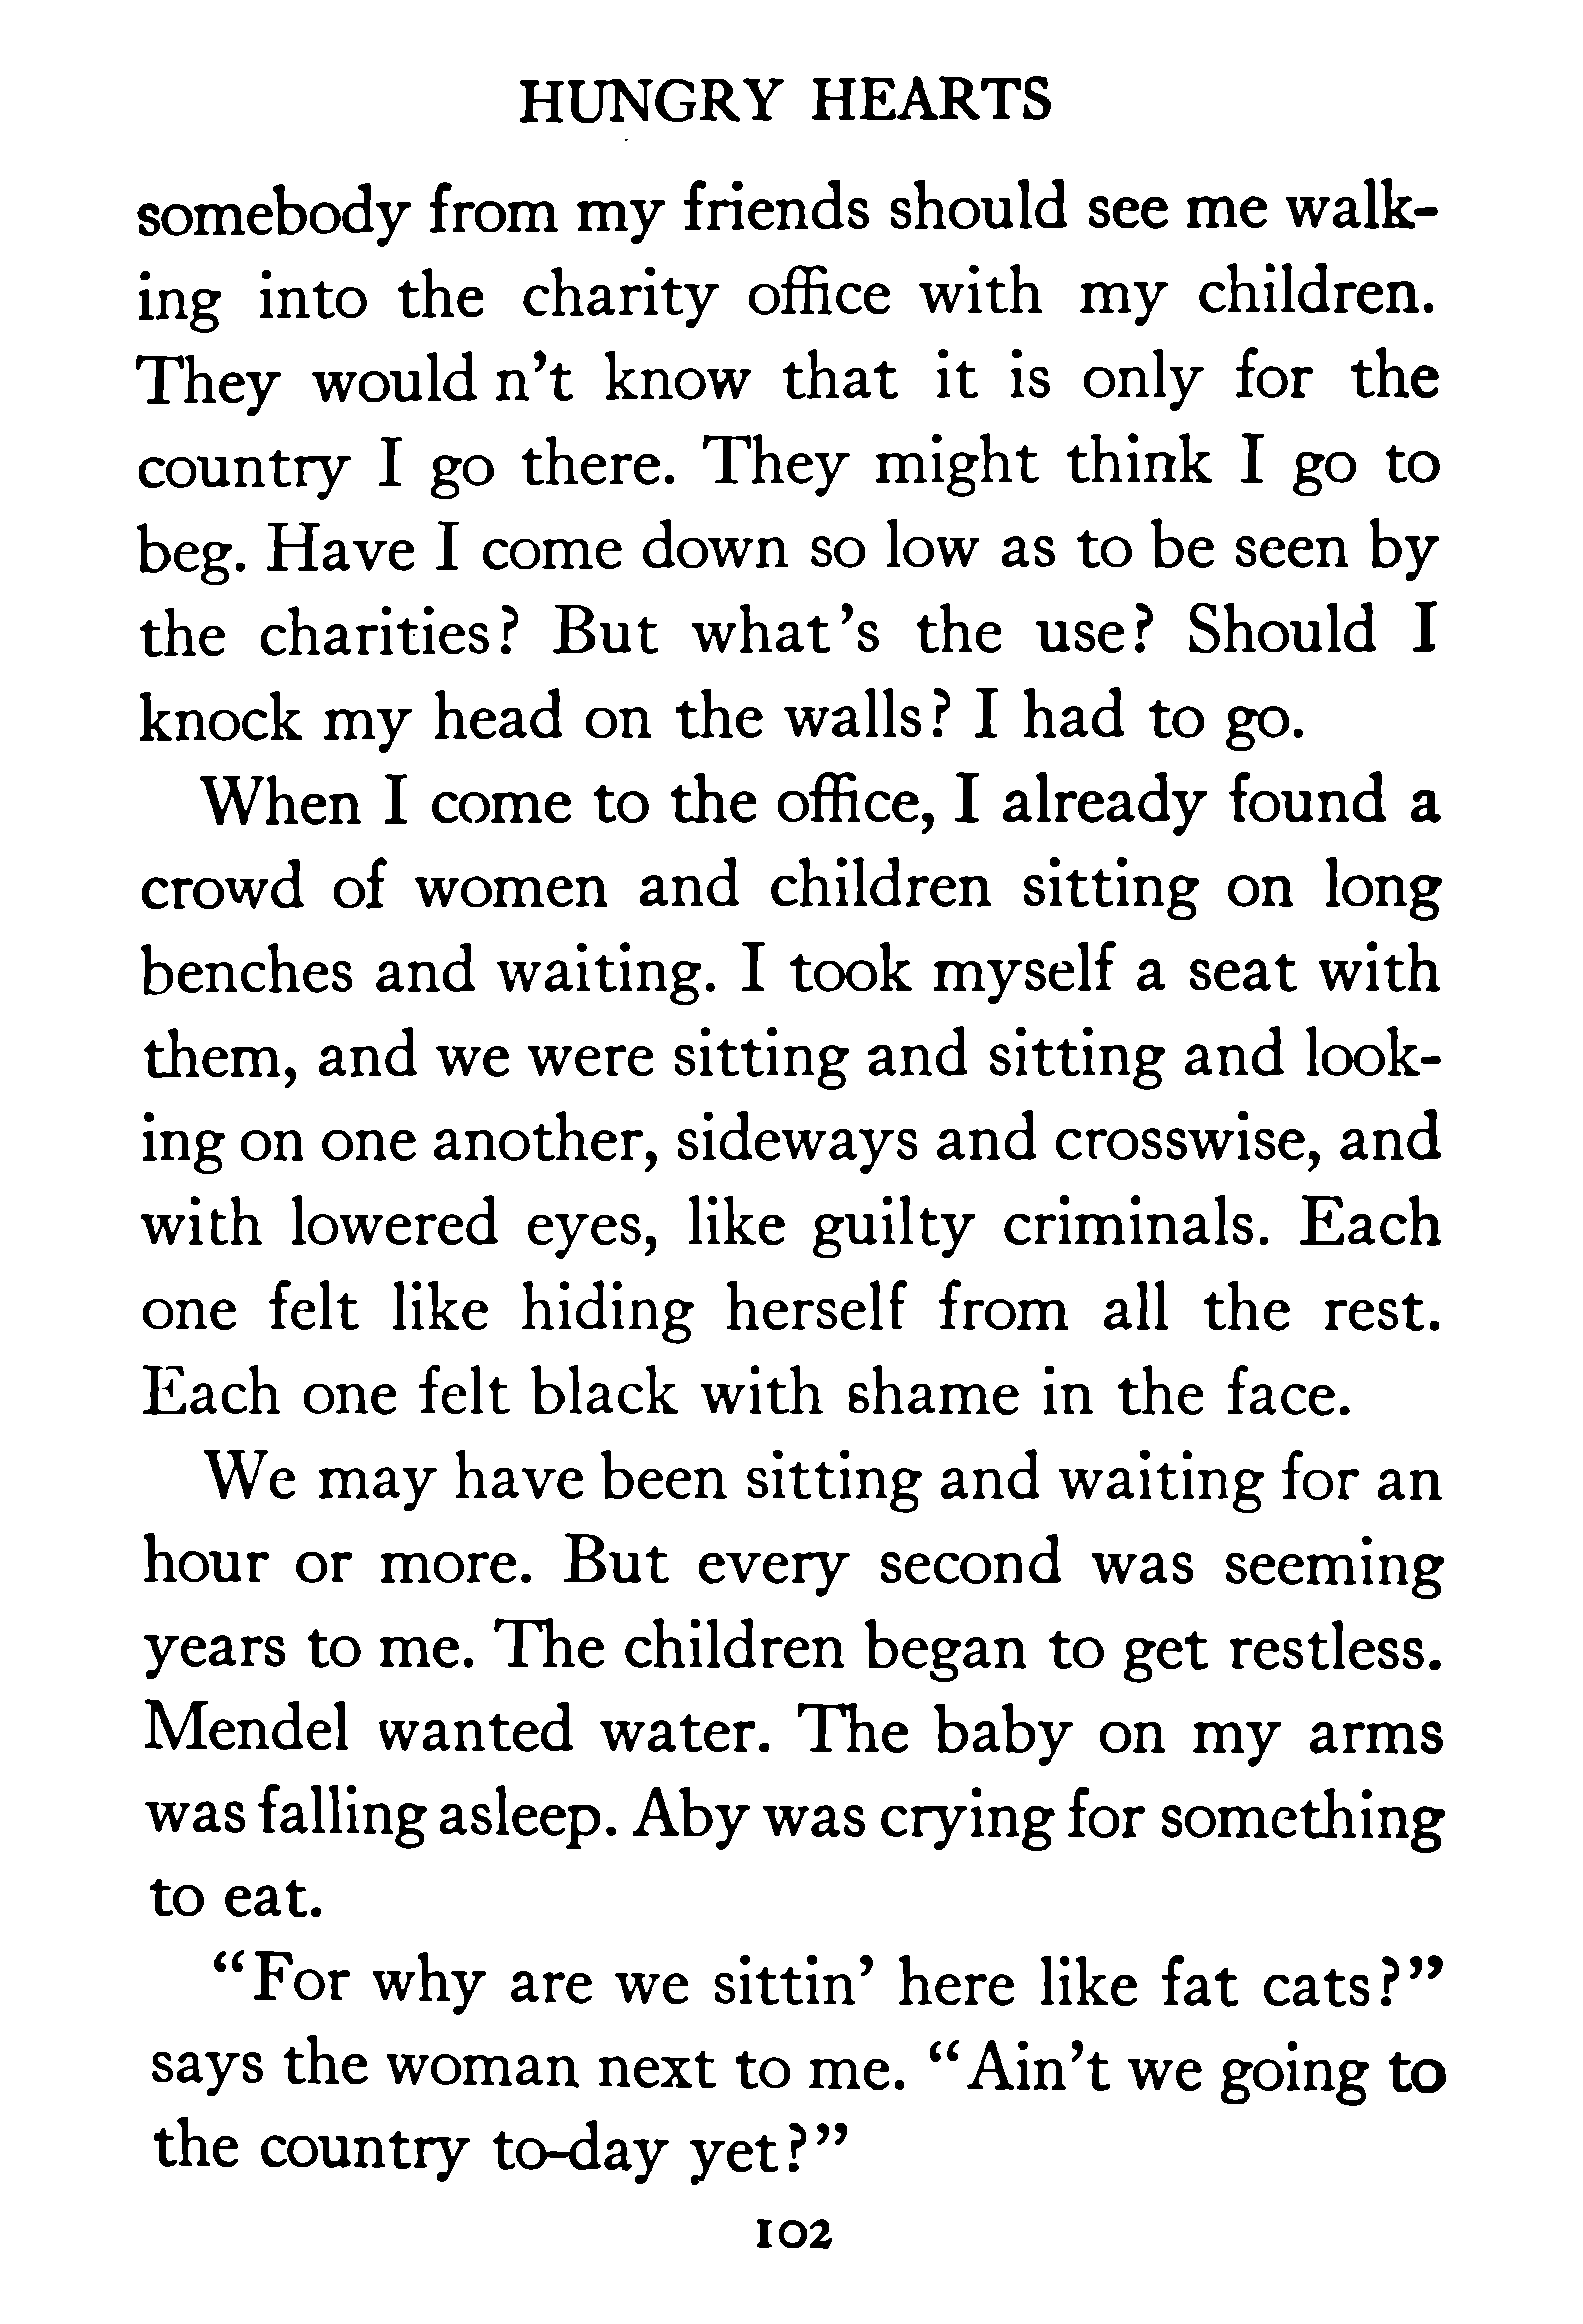 HUNGRY HEARTS
somebody from my friends should see me walk-
ing into the charity office with my children.
They would n't know that it is only for the
country I go there. They might think I go to
beg. Have I come down so low as to be seen by
the charities? But what's the use? Should I
knock my head on the walls? I had to go.
When I come to the office, I already found a
crowd of women and children sitting on long
benches and waiting. I took myself a seat with
them, and we were sitting and sitting and look-
ing on one another, sideways and crosswise, and
with lowered eyes, like guilty criminals. Each
one felt like hiding herself from all the rest.
Each one felt black with shame in the face.
We may have been sitting and waiting for an
hour or more. But every second was seeming
years to me. The children began to get restless.
Mendel wanted water. The baby on my arms
was falling asleep. Aby was crying for something
to eat.
"For why are we sittin' here like fat cats?"
says the woman next to me. "Ain't we going to
the country to-day yet?"
102